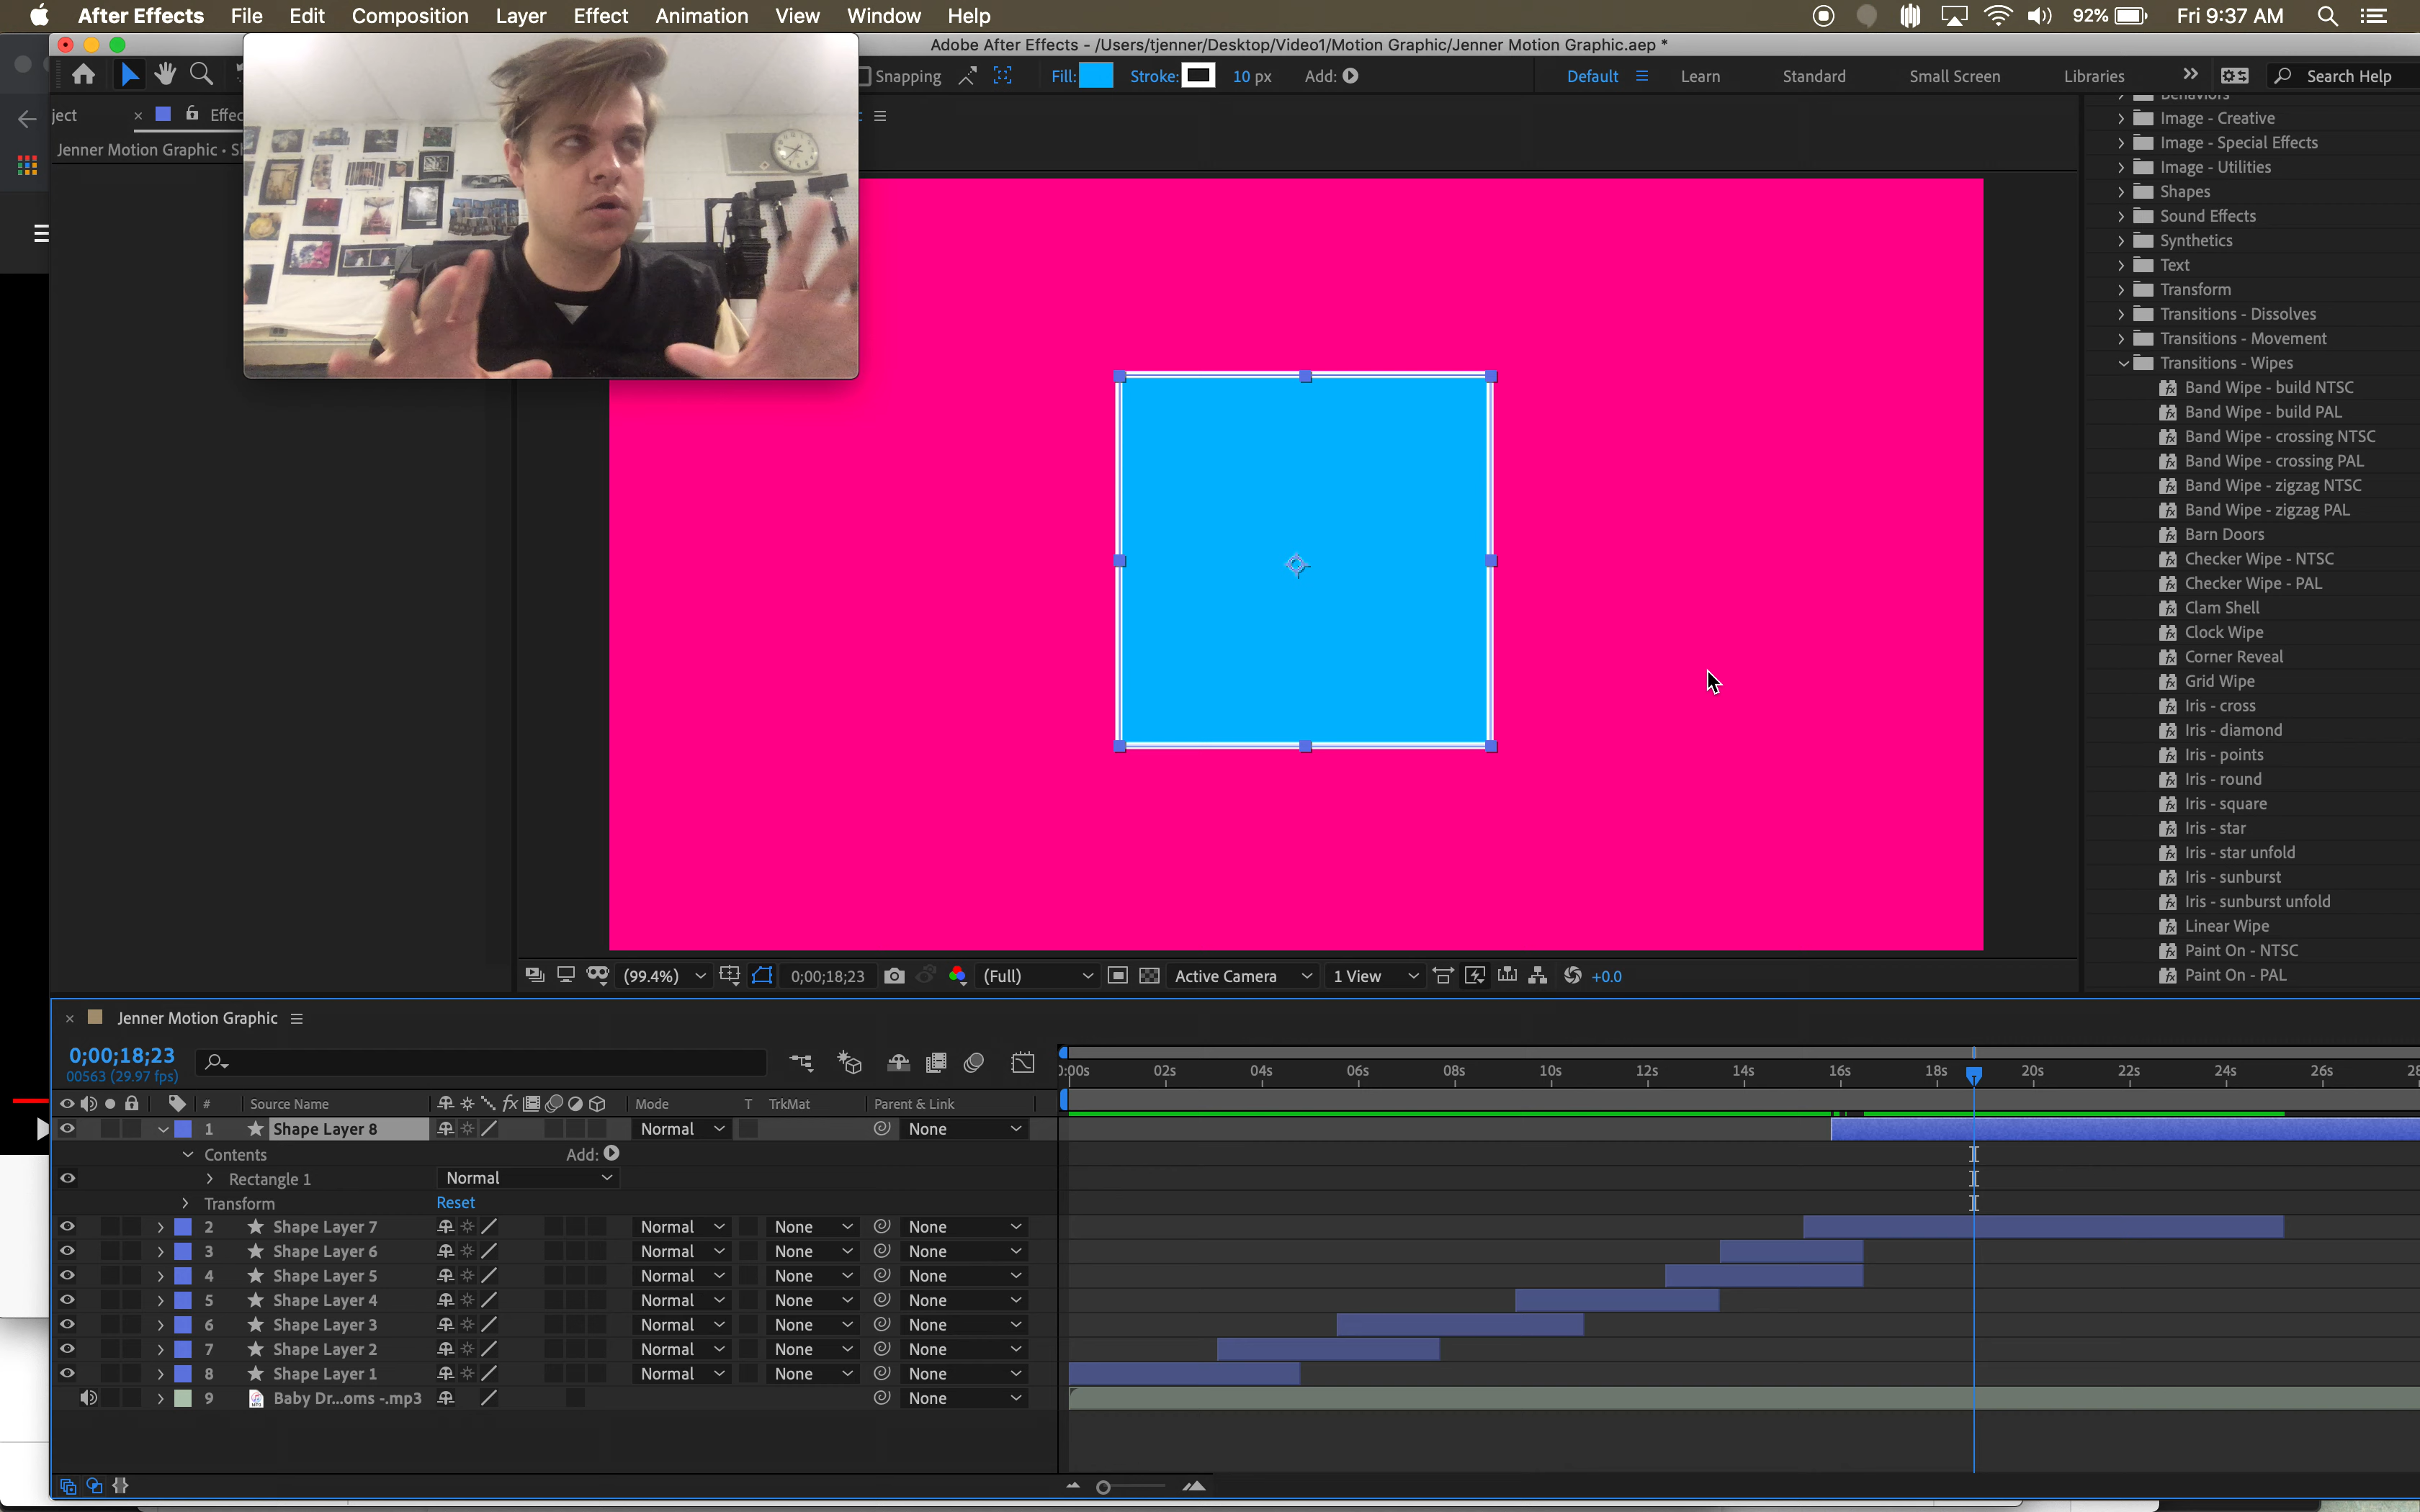 After Effects File Edit Composition Layer Effect Animation View Window Help 92% Fri 9:37 AM
Adobe After Effects - /Users/tjenner/Desktop/Video1/Motion Graphic/Jenner Motion Graphic.aep *
Snapping Fill: Stroke: 10 px Add: Default Learn Standard Small Screen Libraries Search Help
ject Effec
Jenner Motion Graphic •
Behaviors
Image - Creative
Image - Special Effects
Image - Utilities
Shapes
Sound Effects
Synthetics
Text
Transform
Transitions - Dissolves
Transitions - Movement
Transitions - Wipes
Band Wipe - build NTSC
Band Wipe - build PAL
Band Wipe - crossing NTSC
Band Wipe - crossing PAL
Band Wipe - zigzag NTSC
Band Wipe - zigzag PAL
Barn Doors
Checker Wipe - NTSC
Checker Wipe - PAL
Clam Shell
Clock Wipe
Corner Reveal
Grid Wipe
Iris - cross
Iris - diamond
Iris - points
Iris - round
Iris - square
Iris - star
Iris - star unfold
Iris - sunburst
Iris - sunburst unfold
Linear Wipe
Paint On - NTSC
Paint On - PAL
(99.4%) 0;00;18;23 (Full) Active Camera 1 View +0.0
Jenner Motion Graphic
0;00;18;23
00563 (29.97 fps)
:00s 02s 04s 06s 08s 10s 12s 14s 16s 18s 20s 22s 24s 26s 28
# Source Name fx Mode T TrkMat Parent & Link
1 Shape Layer 8 Normal None
Contents Add:
Rectangle 1 Normal
Transform Reset
2 Shape Layer 7 Normal None None
3 Shape Layer 6 Normal None None
4 Shape Layer 5 Normal None None
5 Shape Layer 4 Normal None None
6 Shape Layer 3 Normal None None
7 Shape Layer 2 Normal None None
8 Shape Layer 1 Normal None None
9 Baby Dr...oms -.mp3 None